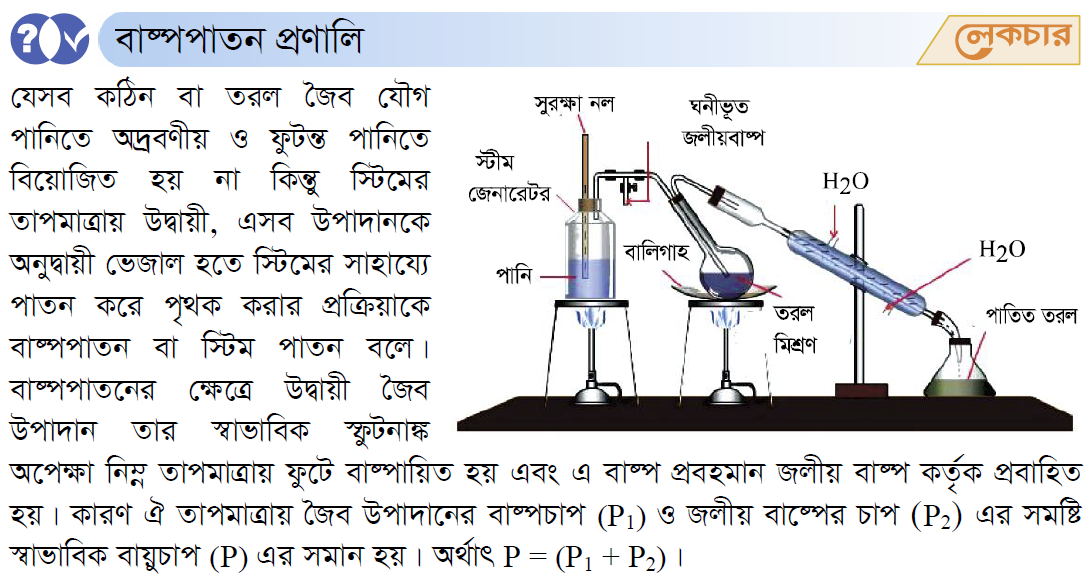 বাষ্পপাতন প্রণালি
লেকচার
যেসব কঠিন বা তরল জৈব যৌগ
পানিতে অদ্রবণীয় ও ফুটন্ত পানিতে
বিয়োজিত হয় না কিন্তু স্টিমের
তাপমাত্রায় উদ্বায়ী, এসব উপাদানকে
অনুদ্বায়ী ভেজাল হতে স্টিমের সাহায্যে
পাতন করে পৃথক করার প্রক্রিয়াকে
বাষ্পপাতন বা স্টিম পাতন বলে।
বাষ্পপাতনের ক্ষেত্রে উদ্বায়ী জৈব
উপাদান তার স্বাভাবিক স্ফুটনাঙ্ক
অপেক্ষা নিম্ন তাপমাত্রায় ফুটে বাষ্পায়িত হয় এবং এ বাষ্প প্রবহমান জলীয় বাষ্প কর্তৃক প্রবাহিত
হয়। কারণ ঐ তাপমাত্রায় জৈব উপাদানের বাষ্পচাপ (P₁) ও জলীয় বাষ্পের চাপ (P₂) এর সমষ্টি
স্বাভাবিক বায়ুচাপ (P) এর সমান হয়। অর্থাৎ P = (P₁ + P₂)।
সুরক্ষা নল
ঘনীভূত
জলীয়বাষ্প
স্টীম
জেনারেটর
পানি
বালিগাহ
তরল
মিশ্রণ
H₂O
H₂O
পাতিত তরল